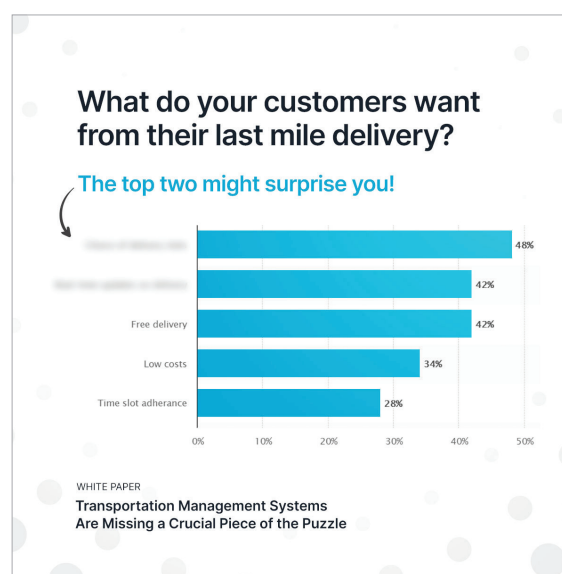 What do your customers want
from their last mile delivery?
The top two might surprise you!
48%
42%
Free delivery
42%
Low costs
34%
Time slot adherance
28%
0%
10%
20%
30%
40%
50%
WHITE PAPER
Transportation Management Systems
Are Missing a Crucial Piece of the Puzzle